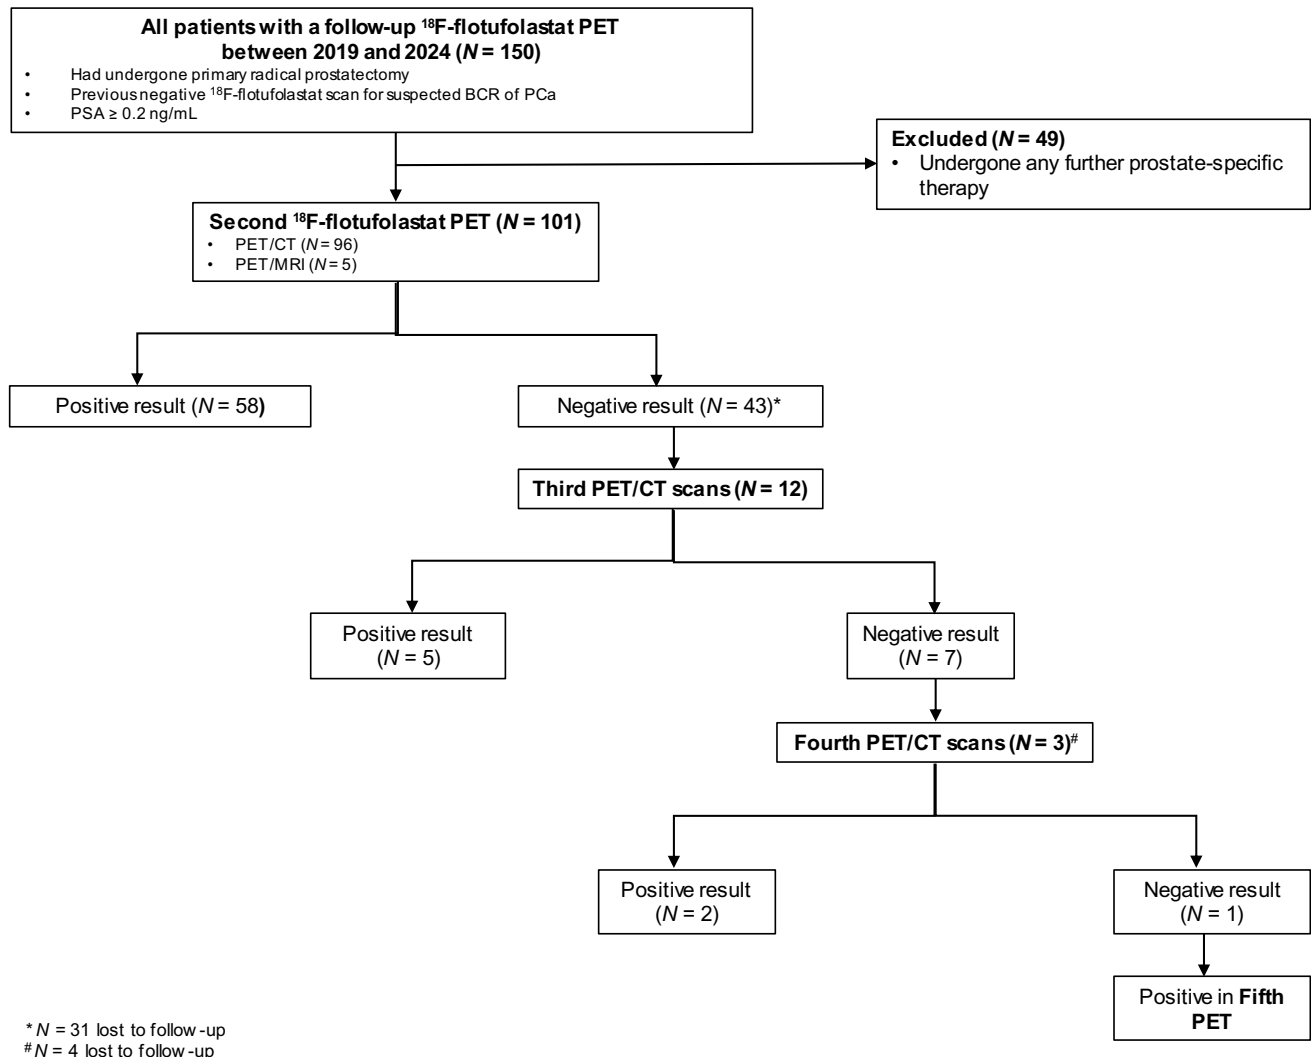 All patients with a follow-up ¹⁸F-flotufolastat PET
between 2019 and 2024 (N = 150)
• Had undergone primary radical prostatectomy
• Previous negative ¹⁸F-flotufolastat scan for suspected BCR of PCa
• PSA ≥ 0.2 ng/mL
Excluded (N = 49)
• Undergone any further prostate-specific
therapy
Second ¹⁸F-flotufolastat PET (N = 101)
• PET/CT (N = 96)
• PET/MRI (N = 5)
Positive result (N = 58)
Negative result (N = 43)*
Third PET/CT scans (N = 12)
Positive result
(N = 5)
Negative result
(N = 7)
Fourth PET/CT scans (N = 3)#
Positive result
(N = 2)
Negative result
(N = 1)
Positive in Fifth
PET
* N = 31 lost to follow-up
# N = 4 lost to follow-up